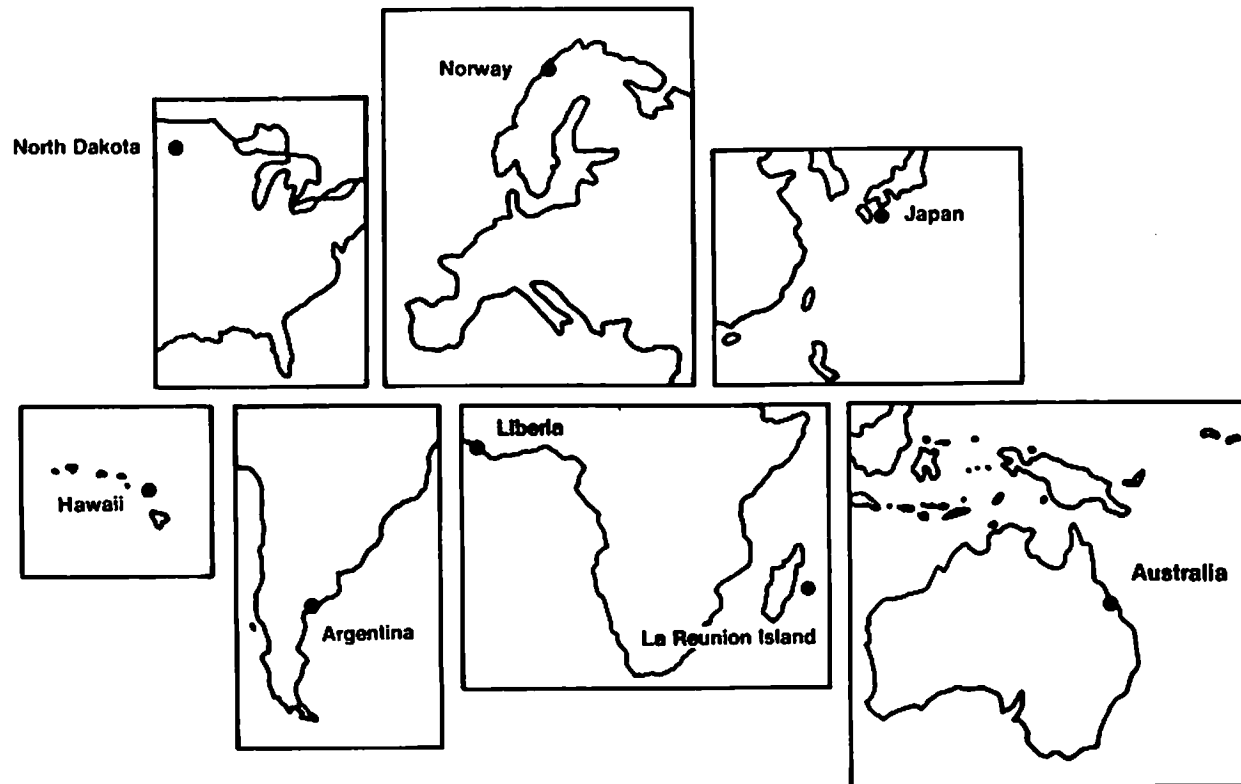 Norway
North Dakota
Japan
Liberia
Hawaii
Australia
Argentina
La Reunion Island